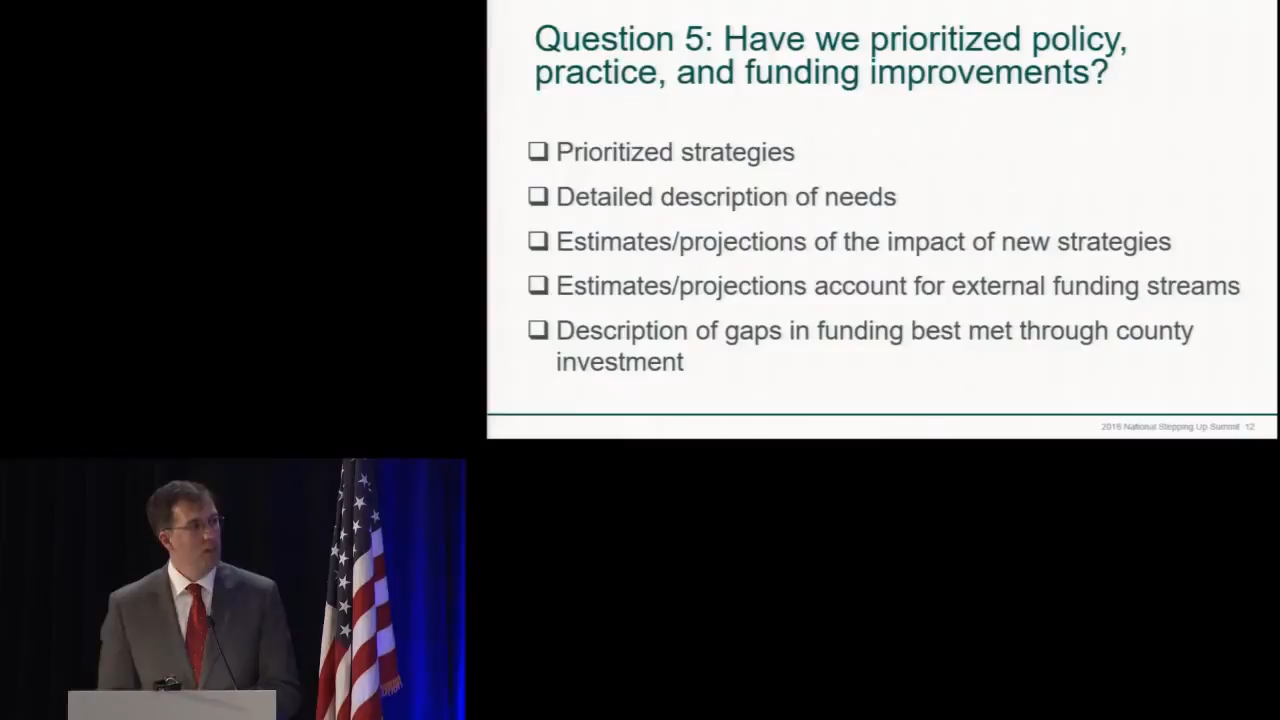 Question 5: Have we prioritized policy,
practice, and funding improvements?
❑ Prioritized strategies
❑ Detailed description of needs
❑ Estimates/projections of the impact of new strategies
❑ Estimates/projections account for external funding streams
❑ Description of gaps in funding best met through county
investment
2016 National Stepping Up Summit 12